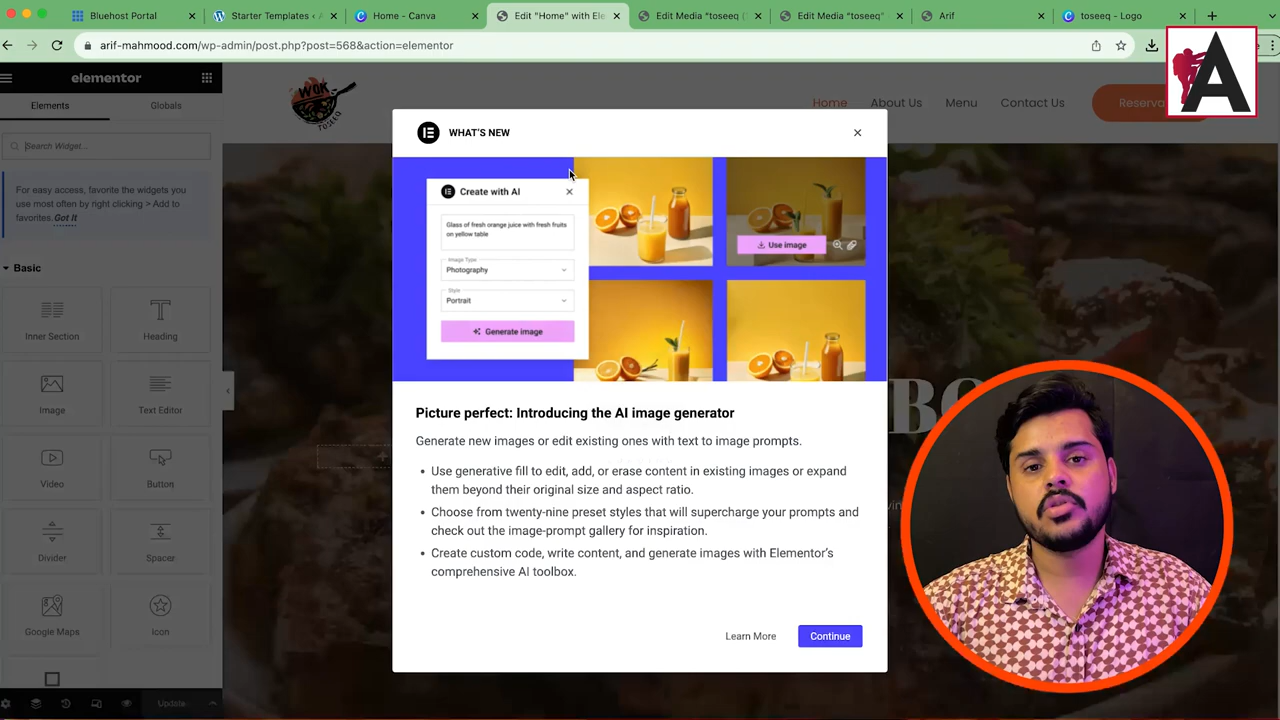 Bluehost Portal
Starter Templates ‹ A
Home - Canva
Edit "Home" with Ele
Edit Media "toseeq (
Edit Media "toseeq"
Arif
toseeq - Logo
arif-mahmood.com/wp-admin/post.php?post=568&action=elementor
A
elementor
Elements
Globals
Search Widget...
For easy access, favorite the widgets you
use most often by right clicking > Add to
favorites. Got It
Basic
Inner Section
Heading
Image
Text Editor
Video
Button
Divider
Spacer
Google Maps
Icon
Update
WOK
Home
About Us
Menu
Contact Us
Reserva
WHAT'S NEW
Create with AI
Glass of fresh orange juice with fresh fruits
on yellow table
Image Type
Photography
Style
Portrait
Generate image
Use image
Picture perfect: Introducing the AI image generator
Generate new images or edit existing ones with text to image prompts.
• Use generative fill to edit, add, or erase content in existing images or expand
them beyond their original size and aspect ratio.
• Choose from twenty-nine preset styles that will supercharge your prompts and
check out the image-prompt gallery for inspiration.
• Create custom code, write content, and generate images with Elementor's
comprehensive AI toolbox.
Learn More
Continue